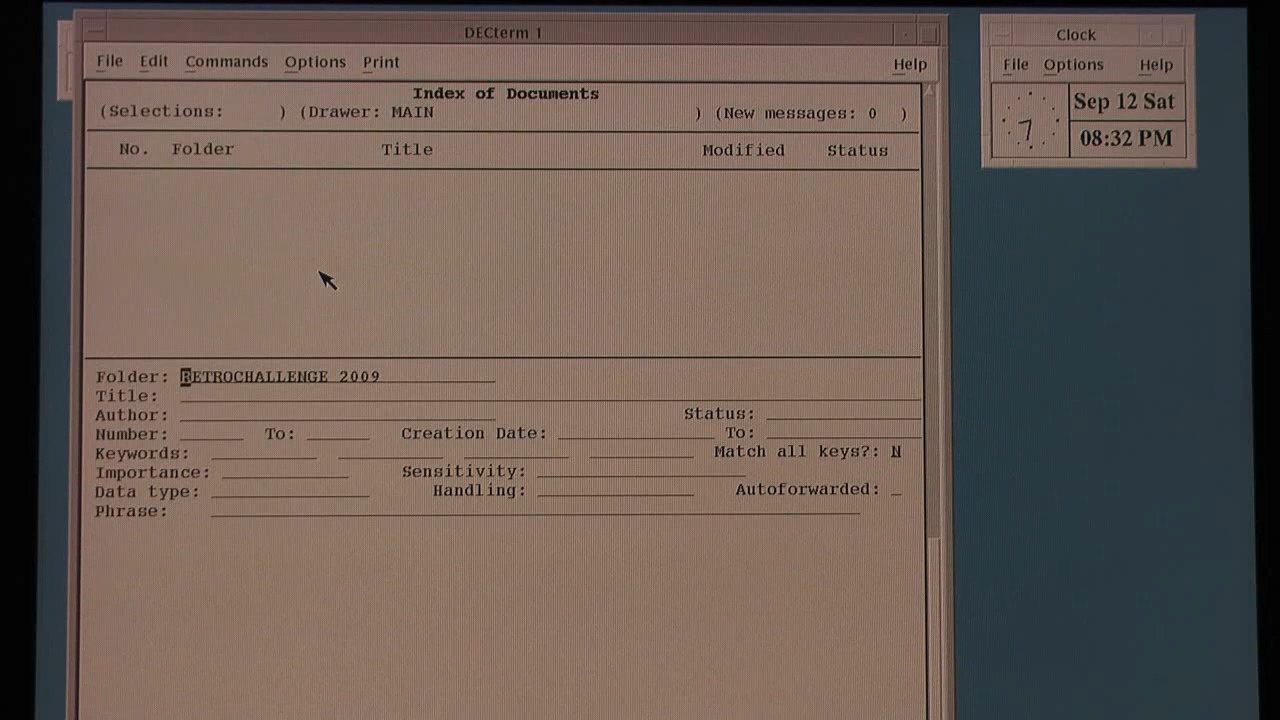 DECterm 1
File Edit Commands Options Print Help
Index of Documents
(Selections: ) (Drawer: MAIN ) (New messages: 0 )
No. Folder Title Modified Status
Folder: RETROCHALLENGE 2009
Title:
Author: Status:
Number: To: Creation Date: To:
Keywords: Match all keys?: N
Importance: Sensitivity:
Data type: Handling: Autoforwarded:
Phrase:
Clock
File Options Help
Sep 12 Sat
08:32 PM